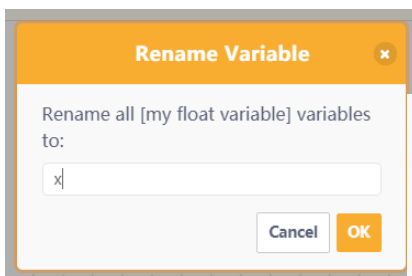 Rename Variable
Rename all [my float variable] variables
to:
x
Cancel OK